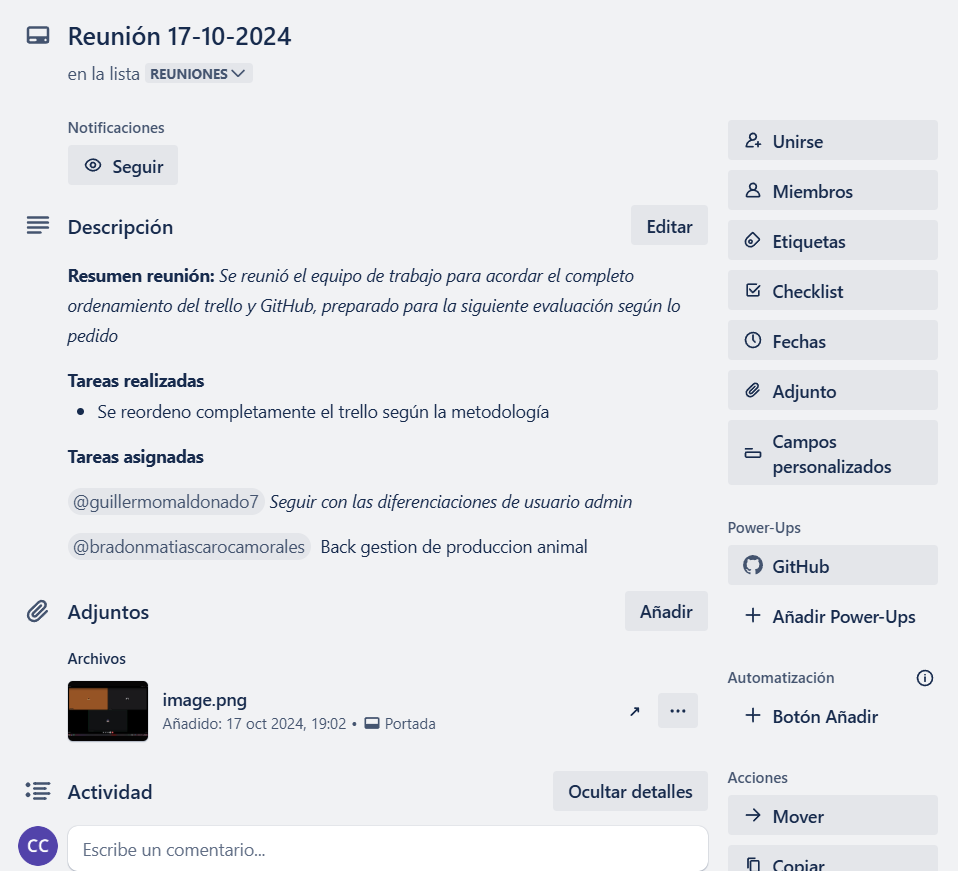 Reunión 17-10-2024
en la lista REUNIONES
Notificaciones
Seguir
Descripción
Editar
Resumen reunión: Se reunió el equipo de trabajo para acordar el completo
ordenamiento del trello y GitHub, preparado para la siguiente evaluación según lo
pedido
Tareas realizadas
• Se reordeno completamente el trello según la metodología
Tareas asignadas
@guillermomaldonado7 Seguir con las diferenciaciones de usuario admin
@bradonmatiascarocamorales Back gestion de produccion animal
Adjuntos
Añadir
Archivos
image.png
Añadido: 17 oct 2024, 19:02 • Portada
Actividad
Ocultar detalles
CC
Escribe un comentario...
Unirse
Miembros
Etiquetas
Checklist
Fechas
Adjunto
Campos
personalizados
Power-Ups
GitHub
Añadir Power-Ups
Automatización
Botón Añadir
Acciones
Mover
Copiar